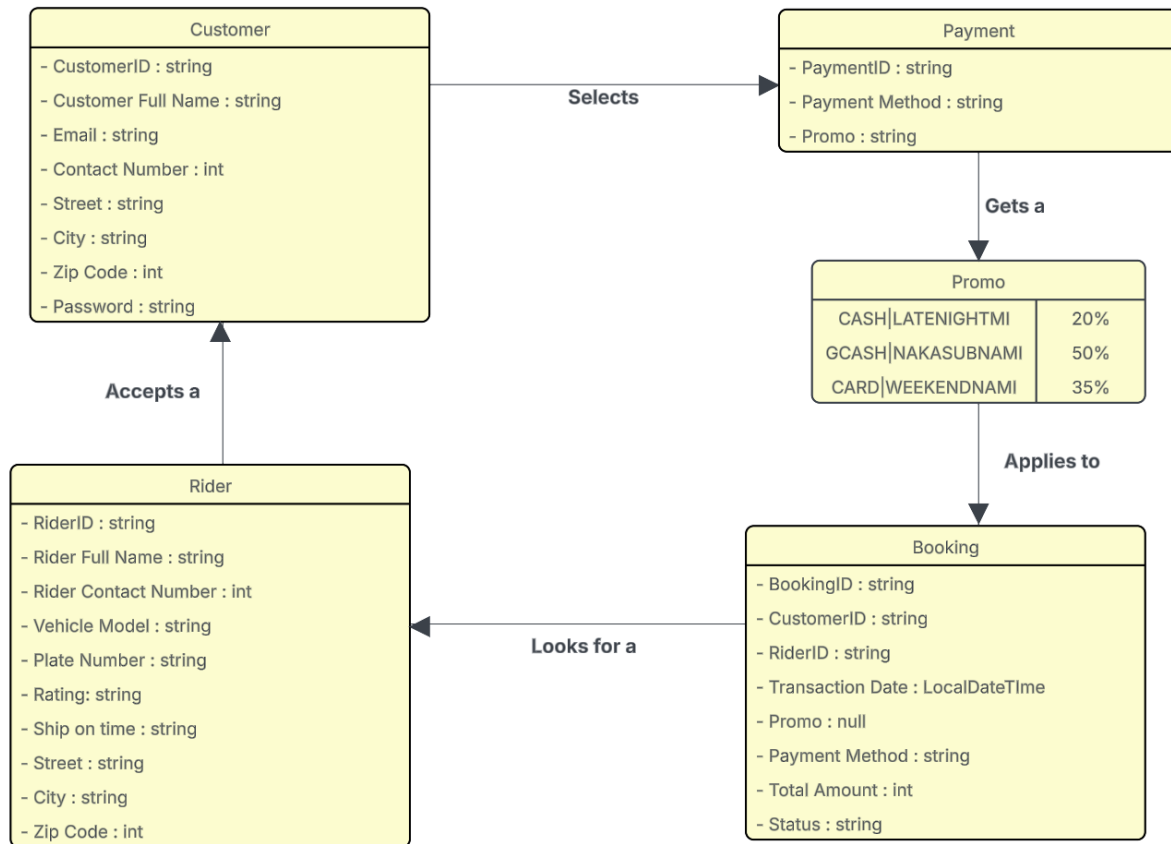 Customer
- CustomerID : string
- Customer Full Name : string
- Email : string
- Contact Number : int
- Street : string
- City : string
- Zip Code : int
- Password : string
Selects
Payment
- PaymentID : string
- Payment Method : string
- Promo : string
Gets a
Promo
CASH|LATENIGHTMI 20%
GCASH|NAKASUBNAMI 50%
CARD|WEEKENDNAMI 35%
Applies to
Booking
- BookingID : string
- CustomerID : string
- RiderID : string
- Transaction Date : LocalDateTIme
- Promo : null
- Payment Method : string
- Total Amount : int
- Status : string
Looks for a
Rider
- RiderID : string
- Rider Full Name : string
- Rider Contact Number : int
- Vehicle Model : string
- Plate Number : string
- Rating: string
- Ship on time : string
- Street : string
- City : string
- Zip Code : int
Accepts a